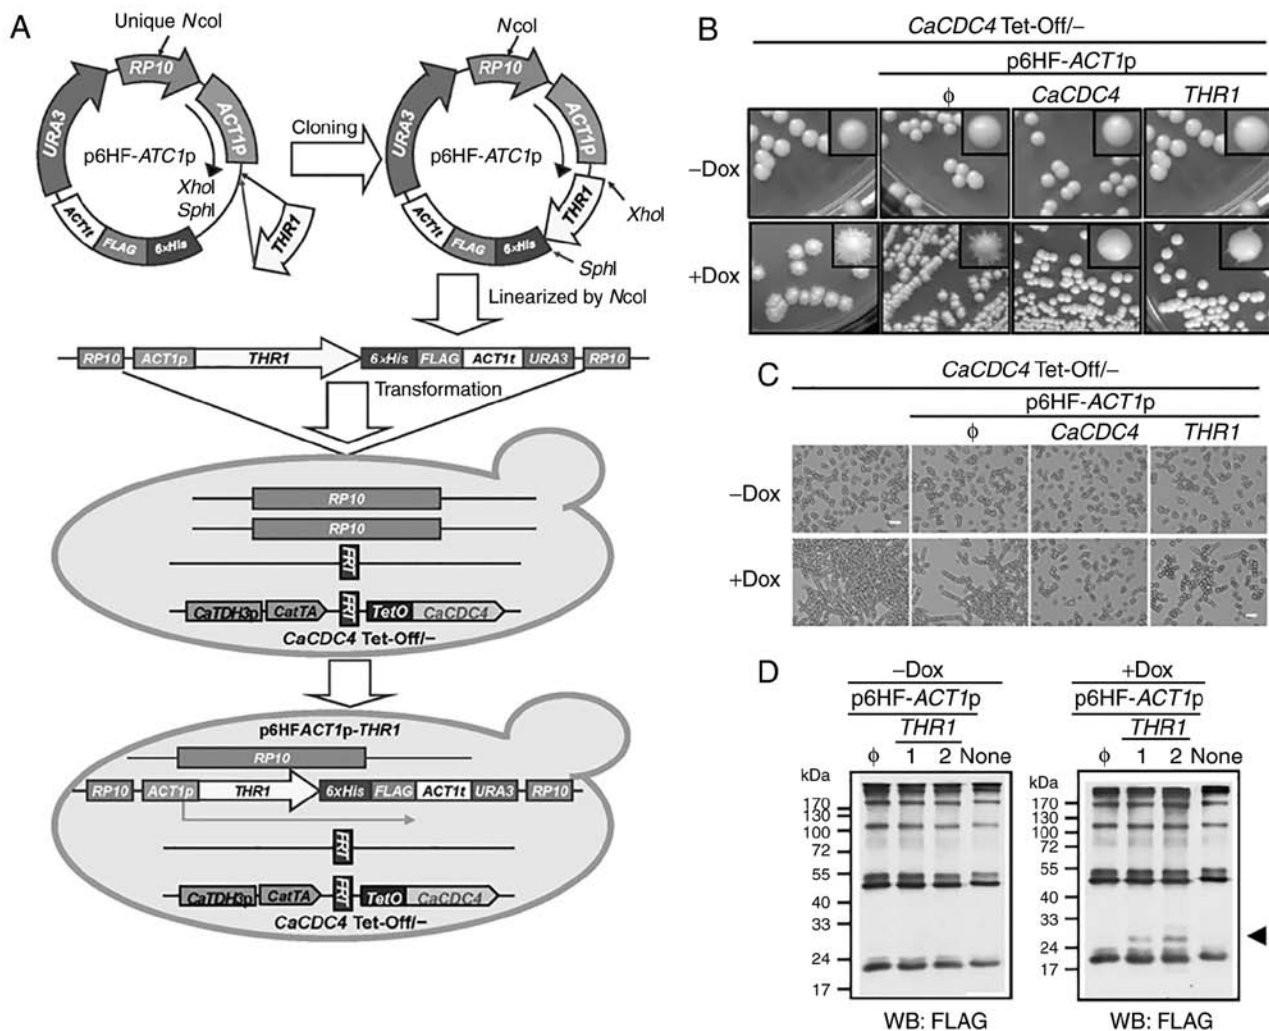 A
Unique NcoI
RP10
URA3
ACT1p
p6HF-ATC1p
XhoI
SphI
ACT1t
FLAG
6xHis
THR1
Cloning
NcoI
RP10
URA3
ACT1p
p6HF-ATC1p
THR1
XhoI
ACT1t
FLAG
6xHis
SphI
Linearized by NcoI
RP10 ACT1p THR1 6xHis FLAG ACT1t URA3 RP10
Transformation
RP10
RP10
FRT
CaTDH3p CatTA FRT TetO CaCDC4
CaCDC4 Tet-Off/–
p6HFACT1p-THR1
RP10
RP10 ACT1p THR1 6xHis FLAG ACT1t URA3 RP10
FRT
CaTDH3p CatTA FRT TetO CaCDC4
CaCDC4 Tet-Off/–
B
CaCDC4 Tet-Off/–
p6HF-ACT1p
ϕ CaCDC4 THR1
–Dox
+Dox
C
CaCDC4 Tet-Off/–
p6HF-ACT1p
ϕ CaCDC4 THR1
–Dox
+Dox
D
–Dox
p6HF-ACT1p
THR1
ϕ 1 2 None
kDa
170
130
100
72
55
40
33
24
17
WB: FLAG
+Dox
p6HF-ACT1p
THR1
ϕ 1 2 None
kDa
170
130
100
72
55
40
33
24
17
WB: FLAG